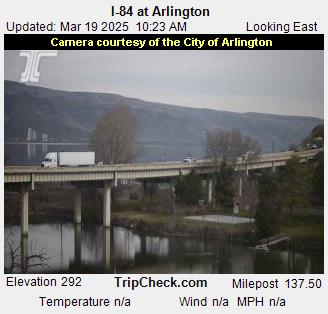 I-84 at Arlington
Updated: Mar 19 2025 10:23 AM Looking East
Camera courtesy of the City of Arlington
Elevation 292 TripCheck.com Milepost 137.50
Temperature n/a Wind n/a MPH n/a